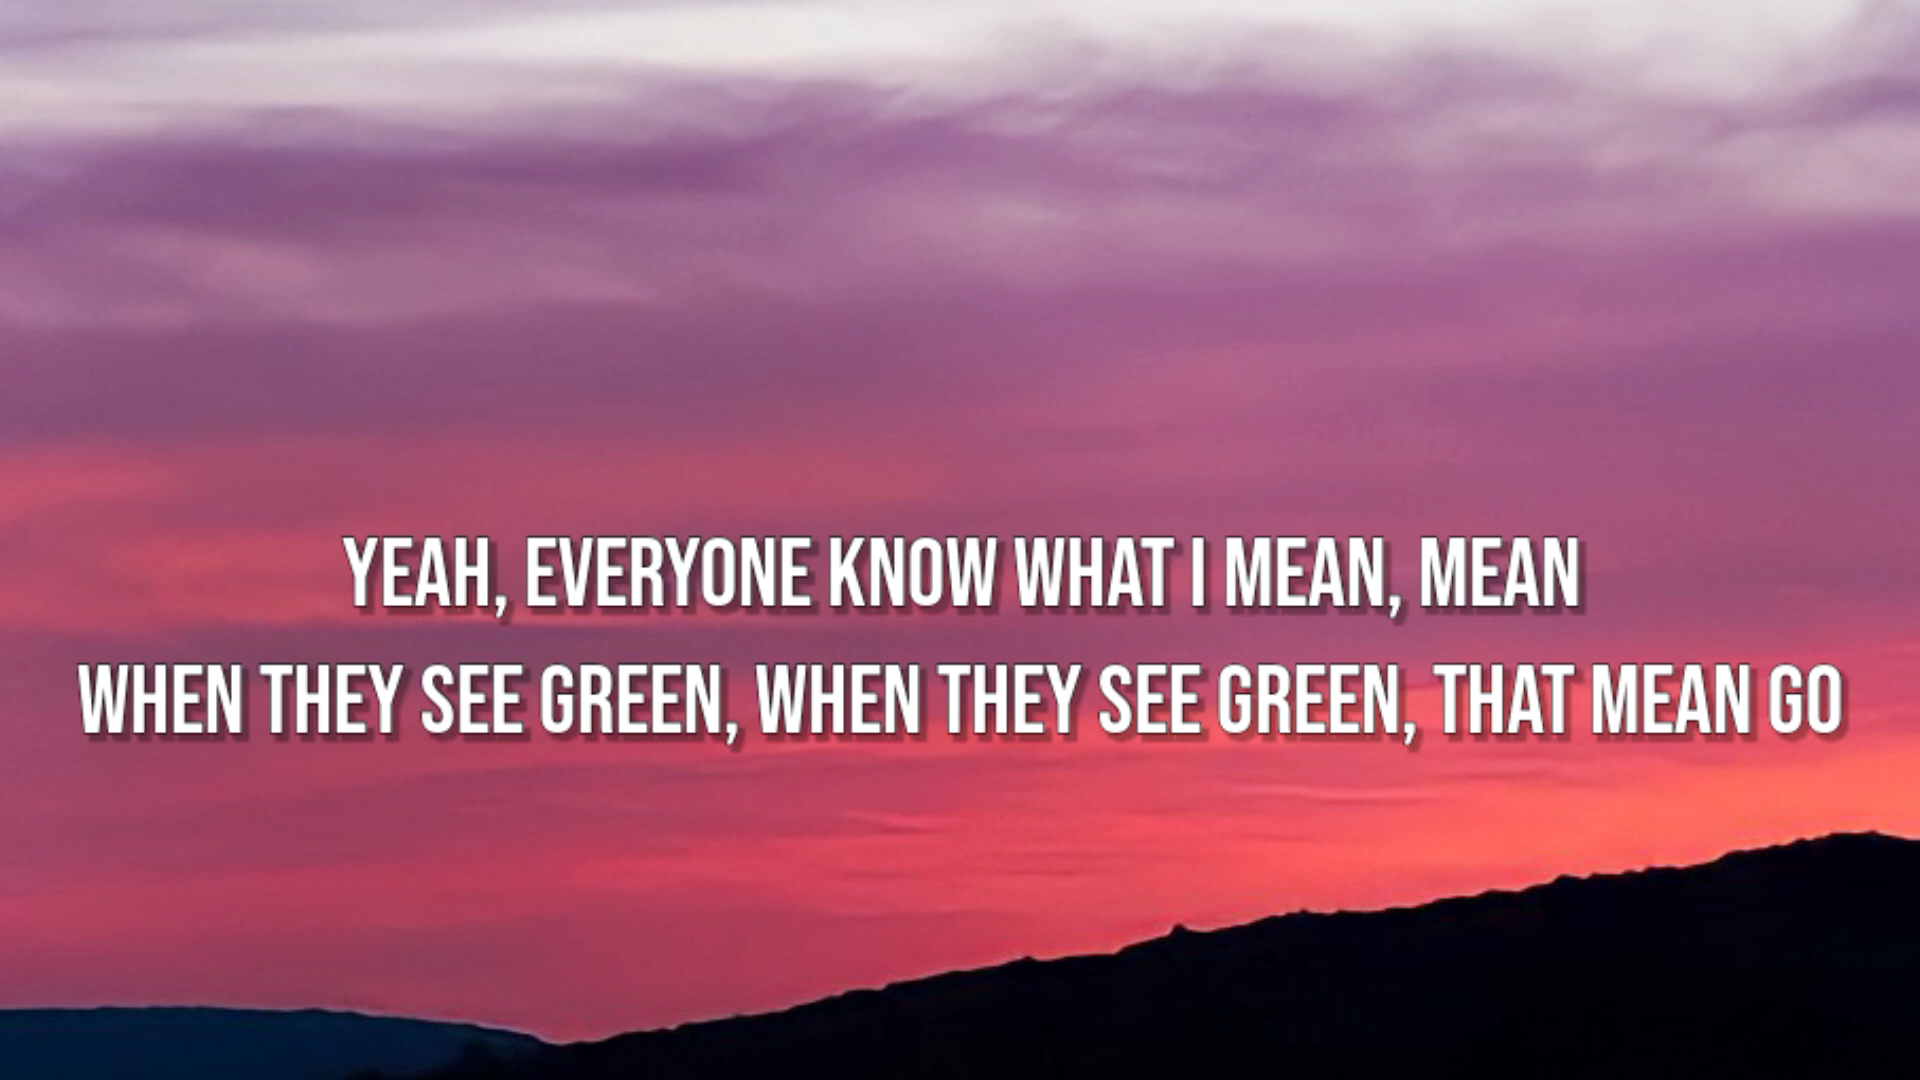 YEAH, EVERYONE KNOW WHAT I MEAN, MEAN
WHEN THEY SEE GREEN, WHEN THEY SEE GREEN, THAT MEAN GO